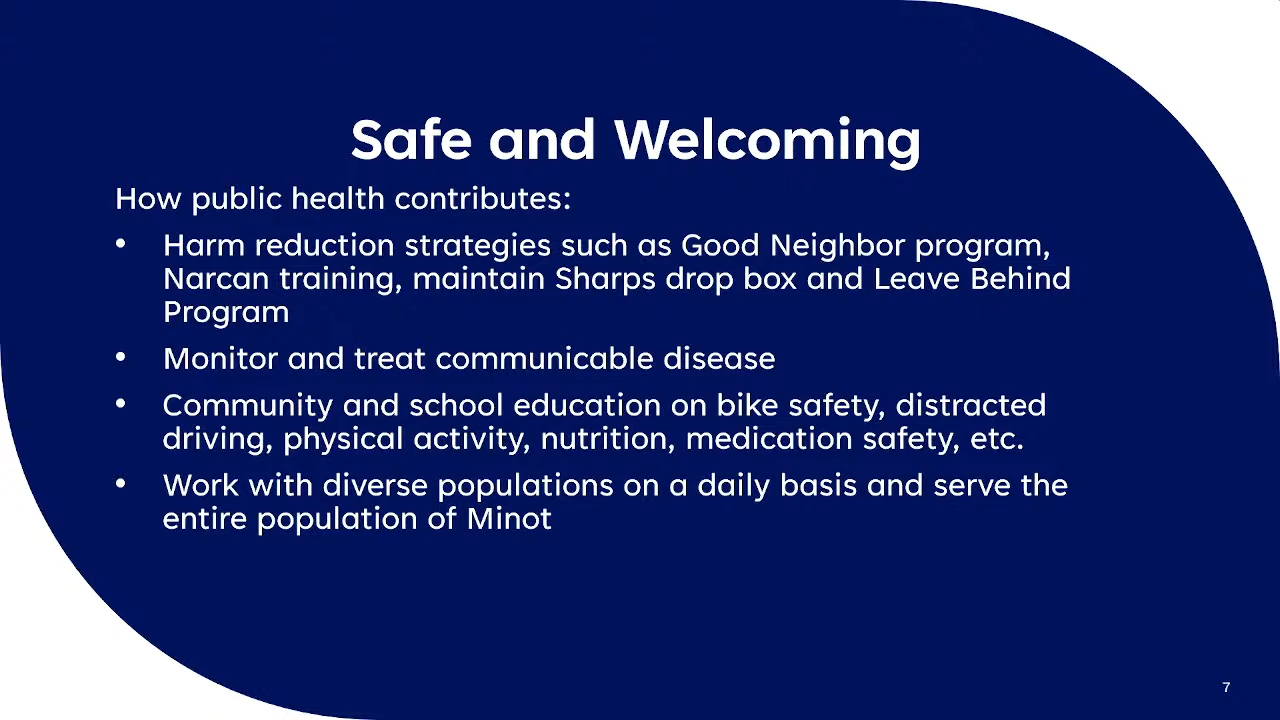 Safe and Welcoming
How public health contributes:
• Harm reduction strategies such as Good Neighbor program,
Narcan training, maintain Sharps drop box and Leave Behind
Program
• Monitor and treat communicable disease
• Community and school education on bike safety, distracted
driving, physical activity, nutrition, medication safety, etc.
• Work with diverse populations on a daily basis and serve the
entire population of Minot
7